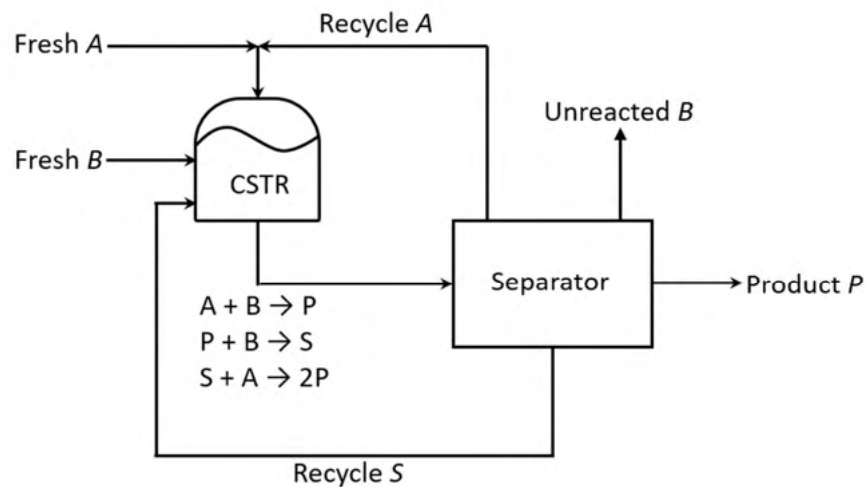 Recycle A
Fresh A
Unreacted B
Fresh B
CSTR
Separator
Product P
A + B → P
P + B → S
S + A → 2P
Recycle S